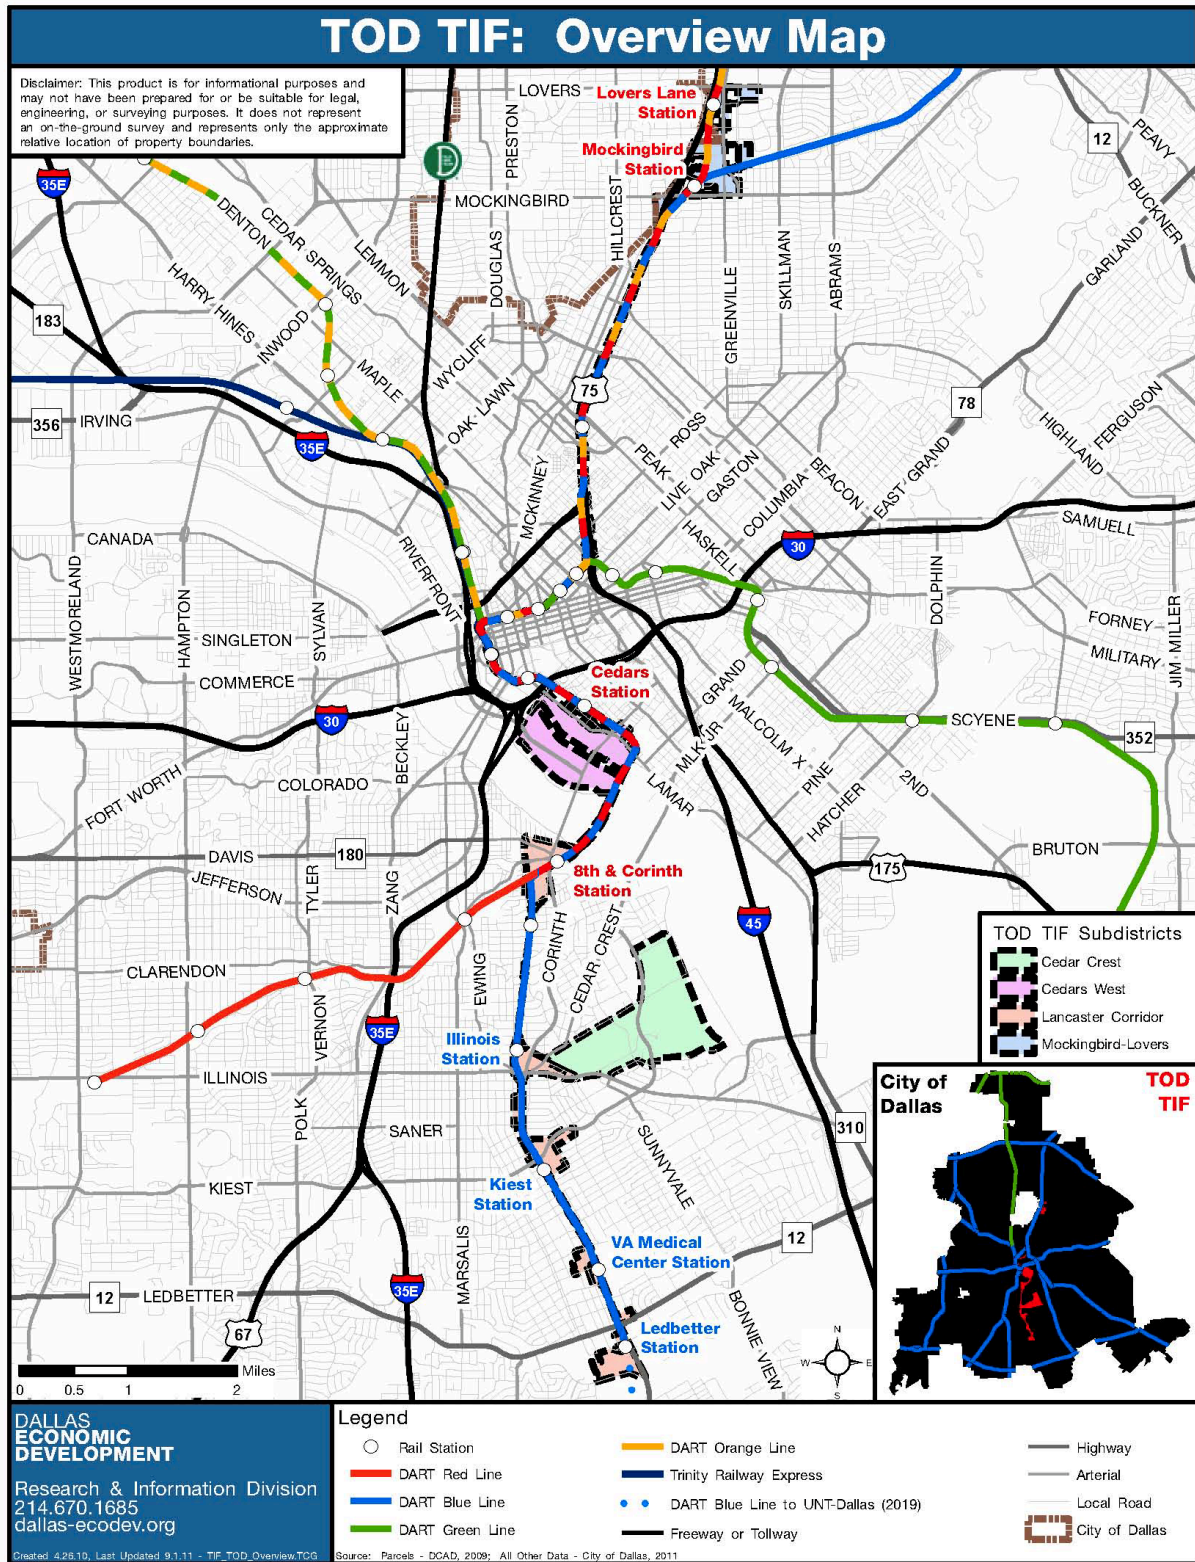 TOD TIF: Overview Map
Disclaimer: This product is for informational purposes and
may not have been prepared for or be suitable for legal,
engineering, or surveying purposes. It does not represent
an on-the-ground survey and represents only the approximate
relative location of property boundaries.
LOVERS
Lovers Lane
Station
PRESTON
12
PEAVY
Mockingbird
Station
35E
MOCKINGBIRD
HILLCREST
BUCKNER
DENTON
CEDAR SPRINGS
LEMMON
DOUGLAS
GREENVILLE
SKILLMAN
ABRAMS
GARLAND
HARRY HINES
INWOOD
183
MAPLE
WYCLIFF
OAK LAWN
75
78
356
IRVING
35E
MCKINNEY
PEAK
ROSS
LIVE OAK
GASTON
COLUMBIA
BEACON
EAST GRAND
HIGHLAND
FERGUSON
SAMUELL
CANADA
RIVERFRONT
HASKELL
30
WESTMORELAND
HAMPTON
SINGLETON
SYLVAN
COMMERCE
DOLPHIN
FORNEY
MILITARY
JIM MILLER
Cedars
Station
GRAND
MALCOLM X
MLK JR
30
BECKLEY
SCYENE
352
FORT WORTH
COLORADO
LAMAR
PINE
HATCHER
2ND
DAVIS
180
JEFFERSON
TYLER
ZANG
8th & Corinth
Station
175
BRUTON
45
CLARENDON
EWING
CORINTH
CEDAR CREST
VERNON
35E
Illinois
Station
ILLINOIS
POLK
SANER
SUNNYVALE
310
KIEST
Kiest
Station
MARSALIS
VA Medical
Center Station
12
12
LEDBETTER
35E
67
Ledbetter
Station
BONNIE VIEW
N
W
E
S
0
0.5
1
2
Miles
TOD TIF Subdistricts
Cedar Crest
Cedars West
Lancaster Corridor
Mockingbird-Lovers
City of
Dallas
TOD
TIF
DALLAS
ECONOMIC
DEVELOPMENT
Research & Information Division
214.670.1685
dallas-ecodev.org
Created 4.26.10, Last Updated 9.1.11 - TIF_TOD_Overview.TCG
Legend
Rail Station
DART Red Line
DART Blue Line
DART Green Line
DART Orange Line
Trinity Railway Express
DART Blue Line to UNT-Dallas (2019)
Freeway or Tollway
Highway
Arterial
Local Road
City of Dallas
Source: Parcels - DCAD, 2009; All Other Data - City of Dallas, 2011